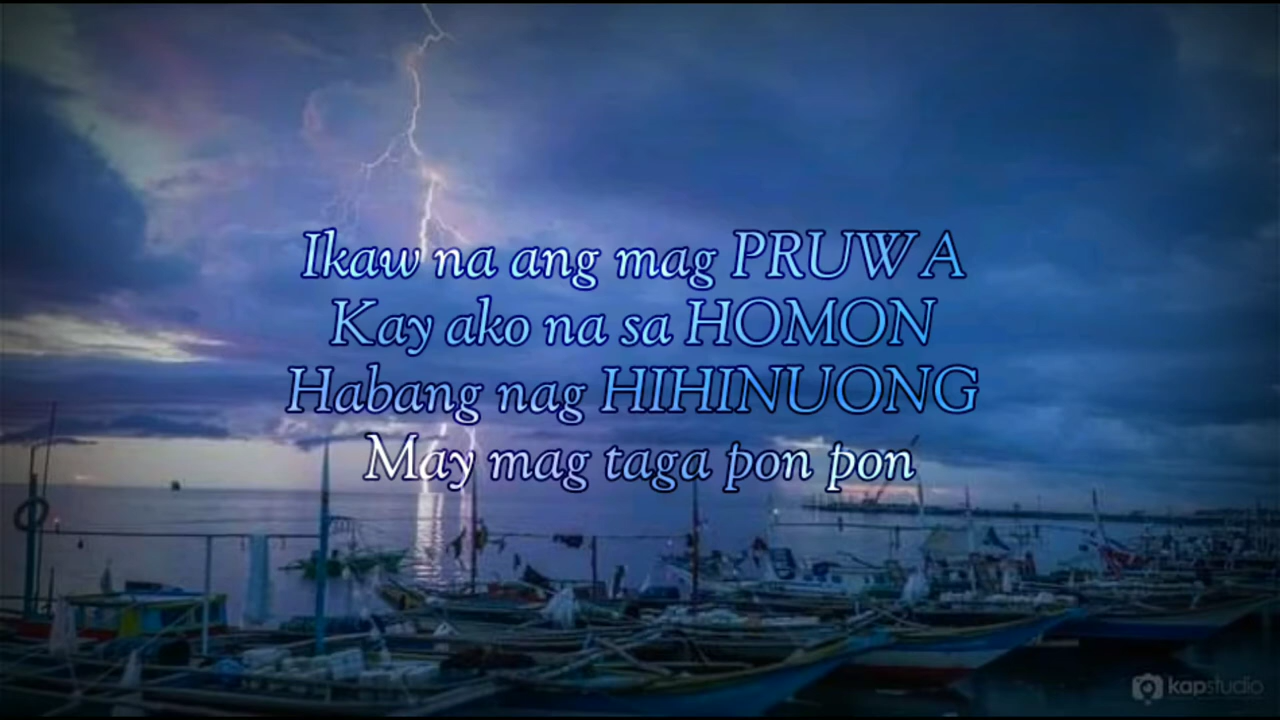 Ikaw na ang mag PRUWA
Kay ako na sa HOMON
Habang nag HIHINUONG
May mag taga pon pon
kapstudio